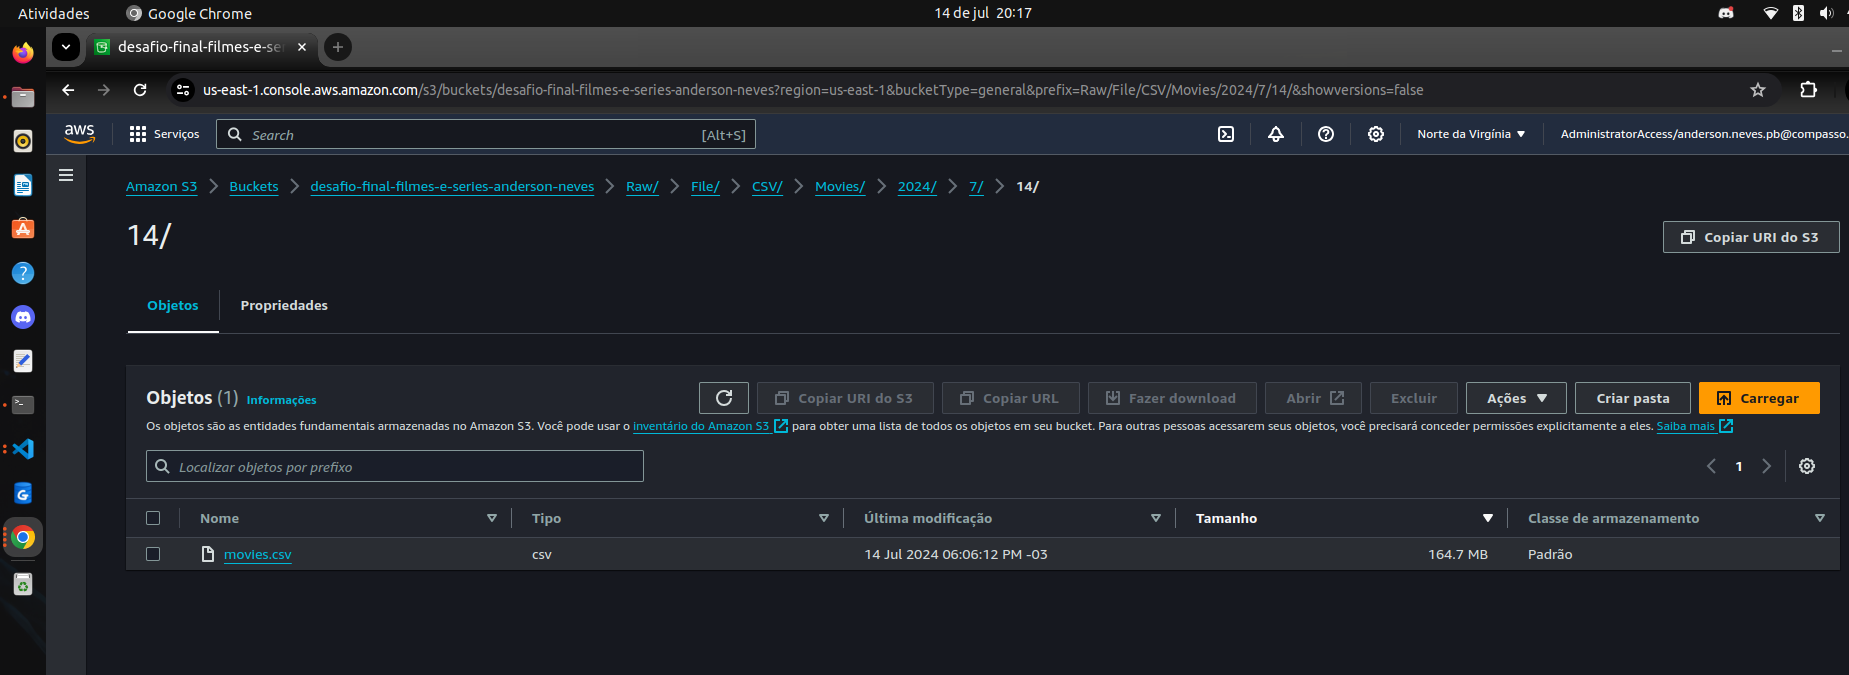 Atividades Google Chrome 14 de jul 20:17
desafio-final-filmes-e-se
us-east-1.console.aws.amazon.com/s3/buckets/desafio-final-filmes-e-series-anderson-neves?region=us-east-1&bucketType=general&prefix=Raw/File/CSV/Movies/2024/7/14/&showversions=false
aws Serviços Search [Alt+S] Norte da Virgínia AdministratorAccess/anderson.neves.pb@compasso.
Amazon S3 Buckets desafio-final-filmes-e-series-anderson-neves Raw/ File/ CSV/ Movies/ 2024/ 7/ 14/
14/
Copiar URI do S3
Objetos Propriedades
Objetos (1) Informações Copiar URI do S3 Copiar URL Fazer download Abrir Excluir Ações Criar pasta Carregar
Os objetos são as entidades fundamentais armazenadas no Amazon S3. Você pode usar o inventário do Amazon S3 para obter uma lista de todos os objetos em seu bucket. Para outras pessoas acessarem seus objetos, você precisará conceder permissões explicitamente a eles. Saiba mais
Localizar objetos por prefixo 1
Nome Tipo Última modificação Tamanho Classe de armazenamento
movies.csv csv 14 Jul 2024 06:06:12 PM -03 164.7 MB Padrão